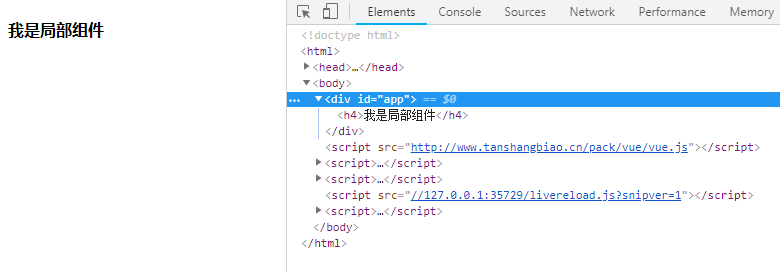 我是局部组件
Elements Console Sources Network Performance Memory
<!doctype html>
<html>
<head>…</head>
<body>
<div id="app"> == $0
<h4>我是局部组件</h4>
</div>
<script src="http://www.tanshangbiao.cn/pack/vue/vue.js"></script>
<script>…</script>
<script>…</script>
<script src="//127.0.0.1:35729/livereload.js?snipver=1"></script>
<script>…</script>
</body>
</html>